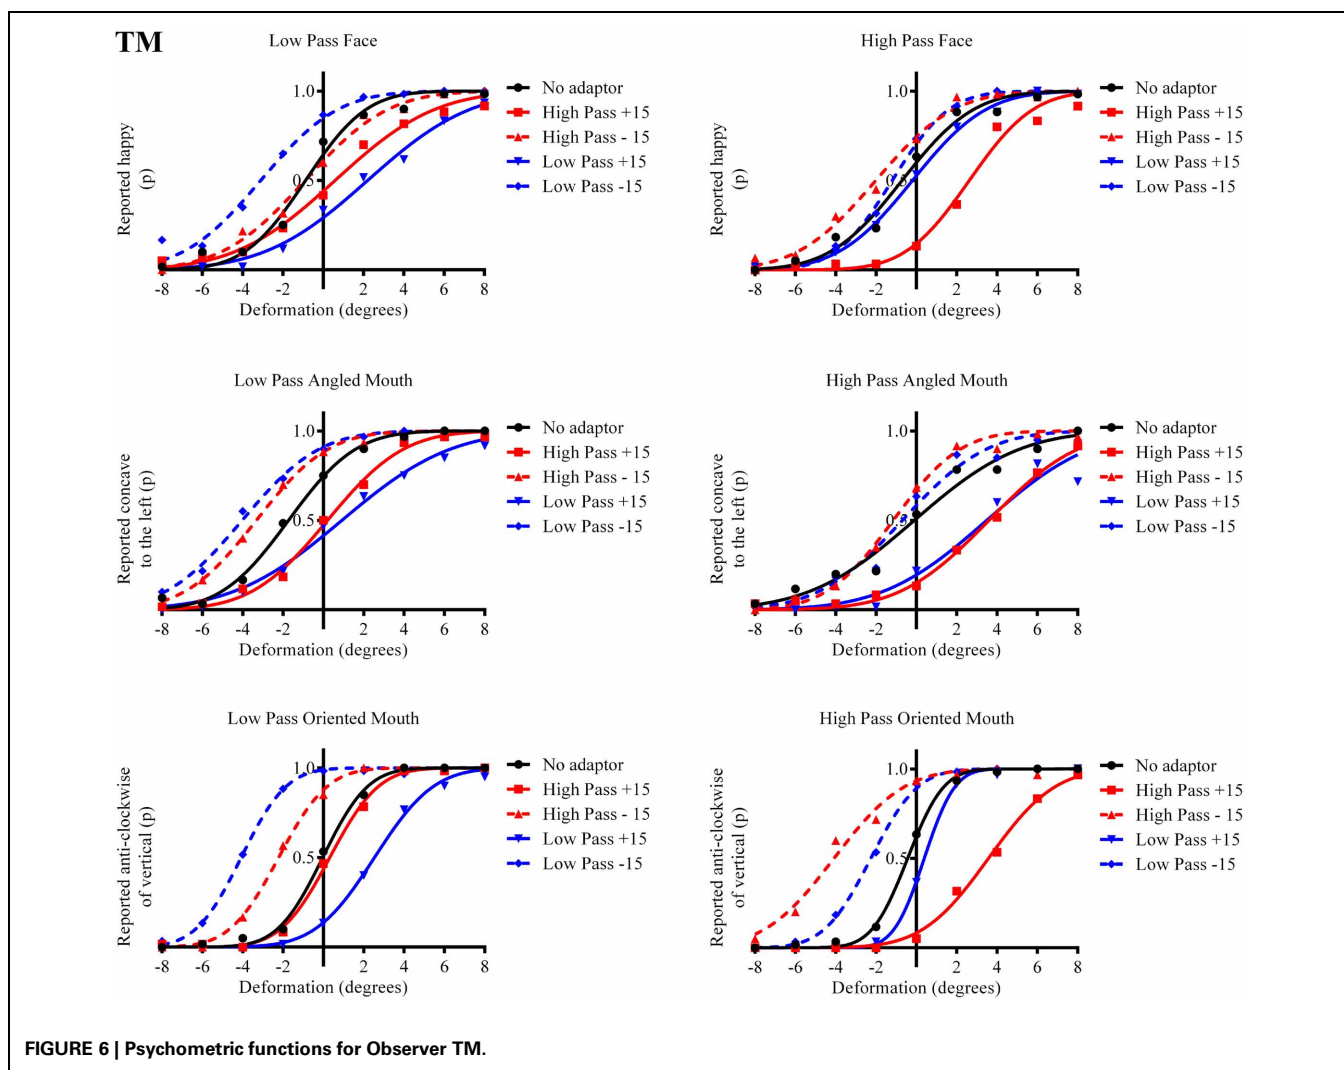 TM
Low Pass Face
Reported happy
(p)
1.0
0.5
-8 -6 -4 -2 2 4 6 8
Deformation (degrees)
No adaptor
High Pass +15
High Pass - 15
Low Pass +15
Low Pass -15
High Pass Face
Reported happy
(p)
1.0
0.5
-8 -6 -4 -2 2 4 6 8
Deformation (degrees)
No adaptor
High Pass +15
High Pass - 15
Low Pass +15
Low Pass -15
Low Pass Angled Mouth
Reported concave
to the left (p)
1.0
0.5
-8 -6 -4 -2 2 4 6 8
Deformation (degrees)
No adaptor
High Pass +15
High Pass - 15
Low Pass +15
Low Pass -15
High Pass Angled Mouth
Reported concave
to the left (p)
1.0
0.5
-8 -6 -4 -2 2 4 6 8
Deformation (degrees)
No adaptor
High Pass +15
High Pass - 15
Low Pass +15
Low Pass -15
Low Pass Oriented Mouth
Reported anti-clockwise
of vertical (p)
1.0
0.5
-8 -6 -4 -2 2 4 6 8
Deformation (degrees)
No adaptor
High Pass +15
High Pass - 15
Low Pass +15
Low Pass -15
High Pass Oriented Mouth
Reported anti-clockwise
of vertical (p)
1.0
0.5
-8 -6 -4 -2 2 4 6 8
Deformation (degrees)
No adaptor
High Pass +15
High Pass - 15
Low Pass +15
Low Pass -15
FIGURE 6 | Psychometric functions for Observer TM.